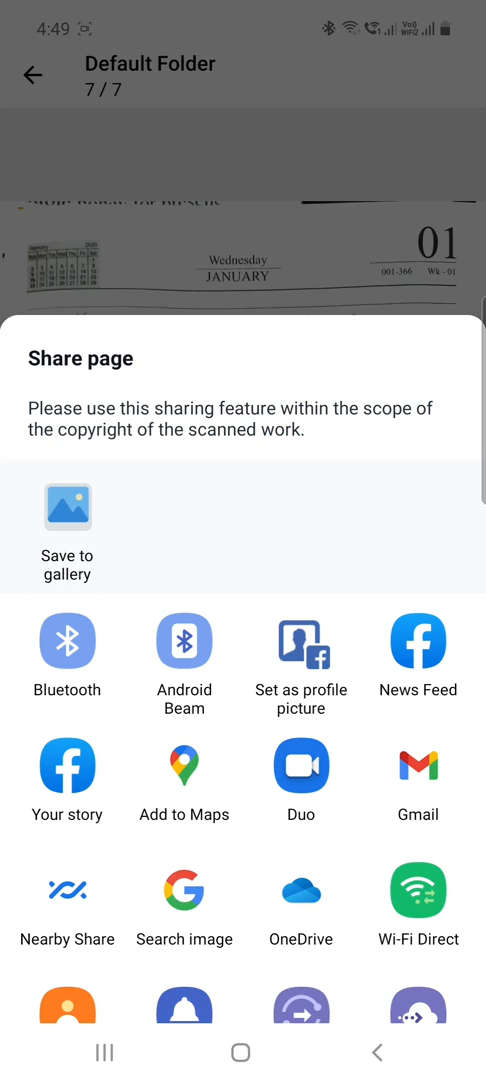 4:49
Vo))
WiFi2
Default Folder
7 / 7
Wednesday
JANUARY
01
001-366 Wk - 01
Share page
Please use this sharing feature within the scope of
the copyright of the scanned work.
Save to
gallery
Bluetooth
Android
Beam
Set as profile
picture
News Feed
Your story
Add to Maps
Duo
Gmail
Nearby Share
Search image
OneDrive
Wi-Fi Direct